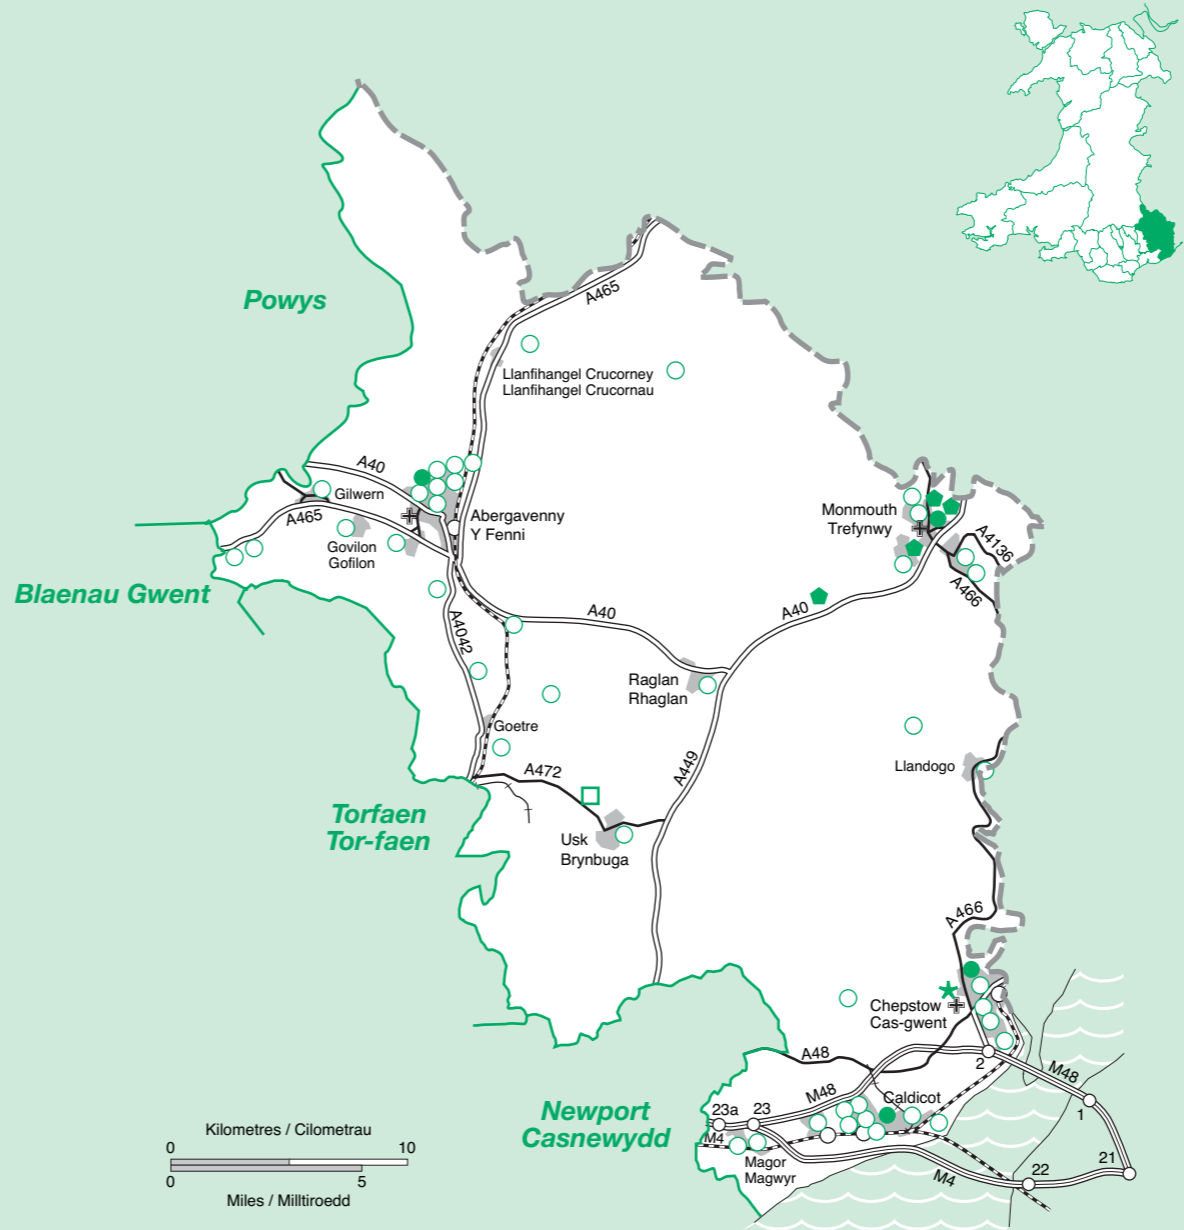 Powys
A465
Llanfihangel Crucorney
Llanfihangel Crucornau
A40
Gilwern
A465
Govilon
Gofilon
Abergavenny
Y Fenni
Monmouth
Trefynwy
A4136
A466
Blaenau Gwent
A4042
A40
A40
Raglan
Rhaglan
Goetre
A449
Llandogo
A472
Torfaen
Tor-faen
Usk
Brynbuga
A466
Chepstow
Cas-gwent
A48
2
M48
M48
1
Caldicot
23a
23
Newport
Casnewydd
M4
Magor
Magwyr
M4
22
21
Kilometres / Cilometrau
0
10
0
5
Miles / Milltiroedd